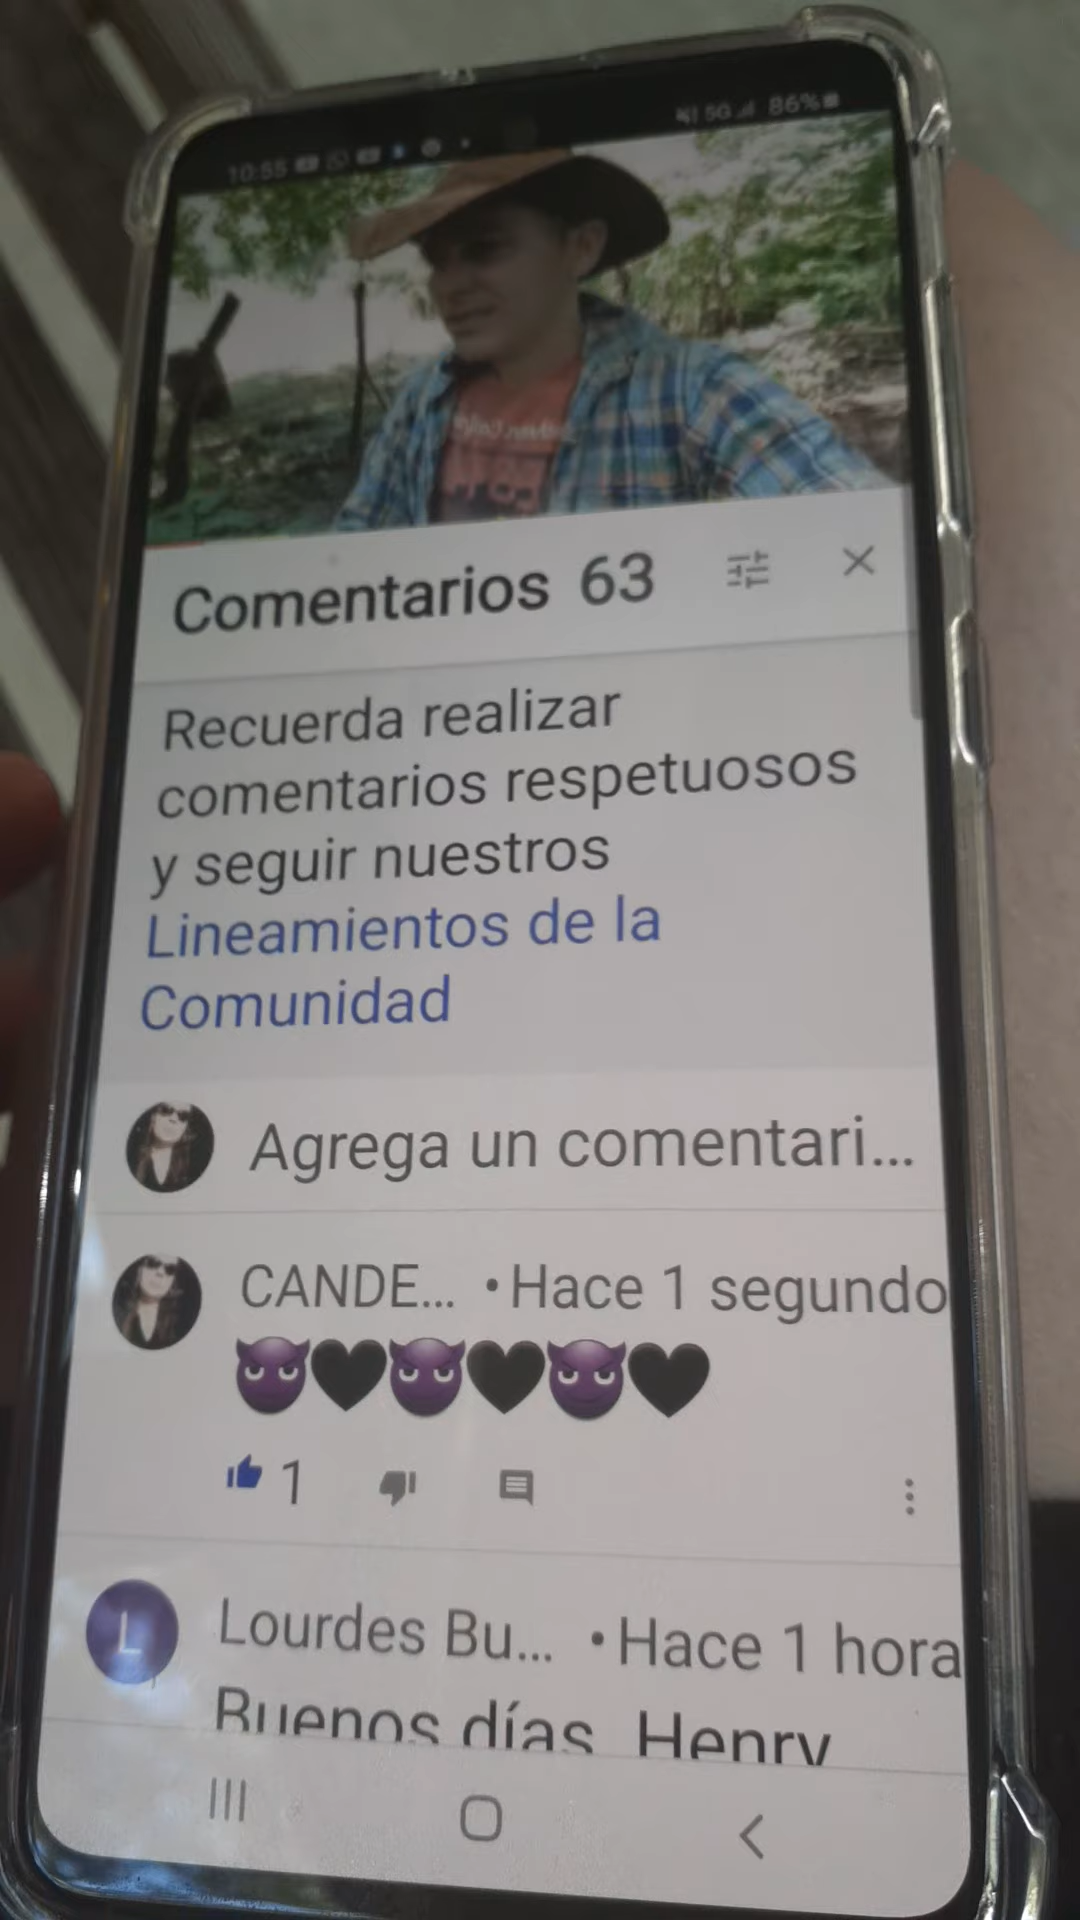 10:55
5G 86%
Comentarios 63
Recuerda realizar
comentarios respetuosos
y seguir nuestros
Lineamientos de la
Comunidad
Agrega un comentari...
CANDE... • Hace 1 segundo
😈🖤😈🖤😈🖤
1
L
Lourdes Bu... • Hace 1 hora
Buenos días Henry